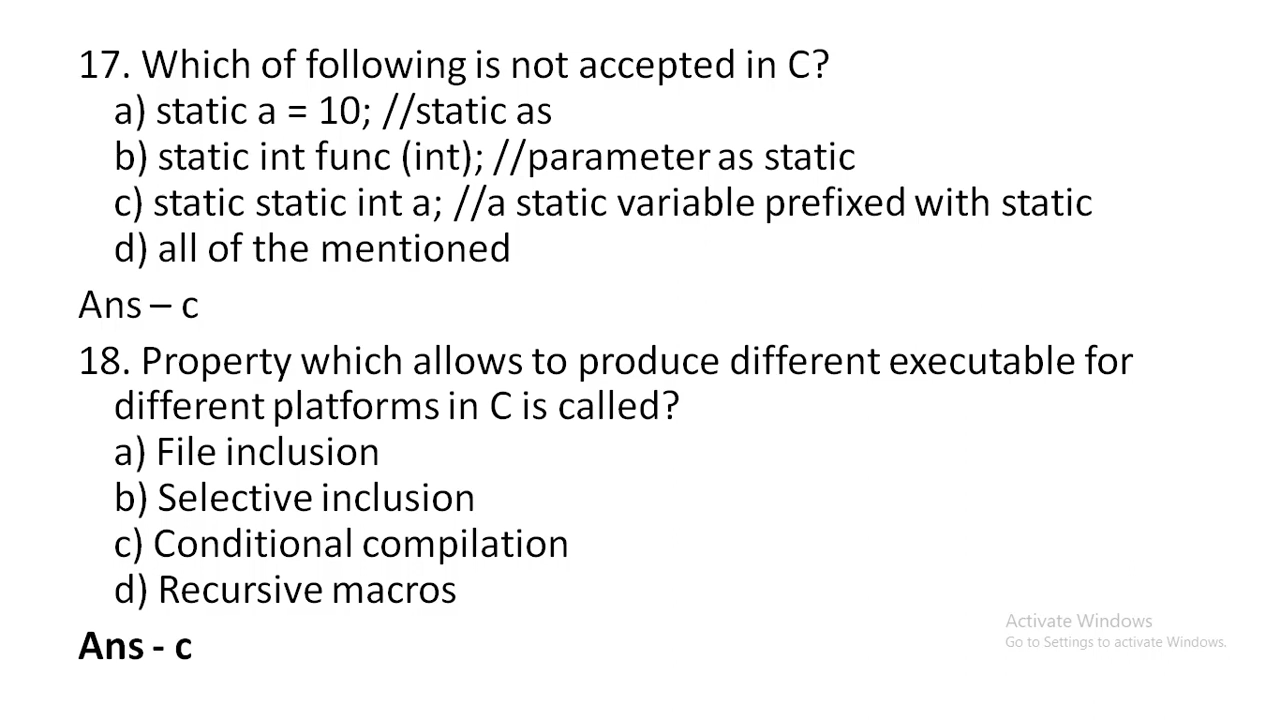 17. Which of following is not accepted in C?
a) static a = 10; //static as
b) static int func (int); //parameter as static
c) static static int a; //a static variable prefixed with static
d) all of the mentioned
Ans – c
18. Property which allows to produce different executable for
different platforms in C is called?
a) File inclusion
b) Selective inclusion
c) Conditional compilation
d) Recursive macros
Ans - c
Activate Windows
Go to Settings to activate Windows.